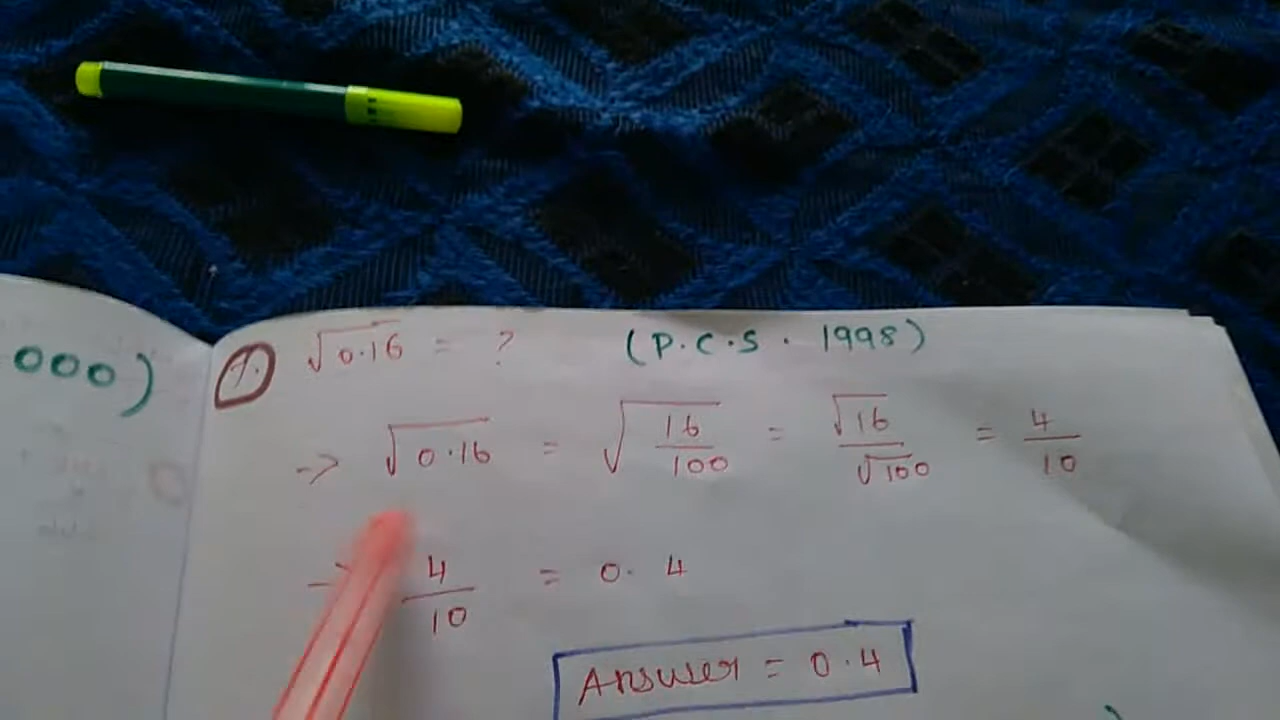 000)
7. √0.16 = ? (P.C.S. 1998)
→ √0.16 = √16/100 = √16/√100 = 4/10
→ 4/10 = 0.4
Answer = 0.4